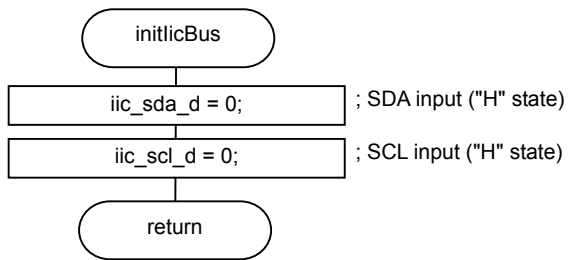 initIicBus
iic_sda_d = 0; ; SDA input ("H" state)
iic_scl_d = 0; ; SCL input ("H" state)
return